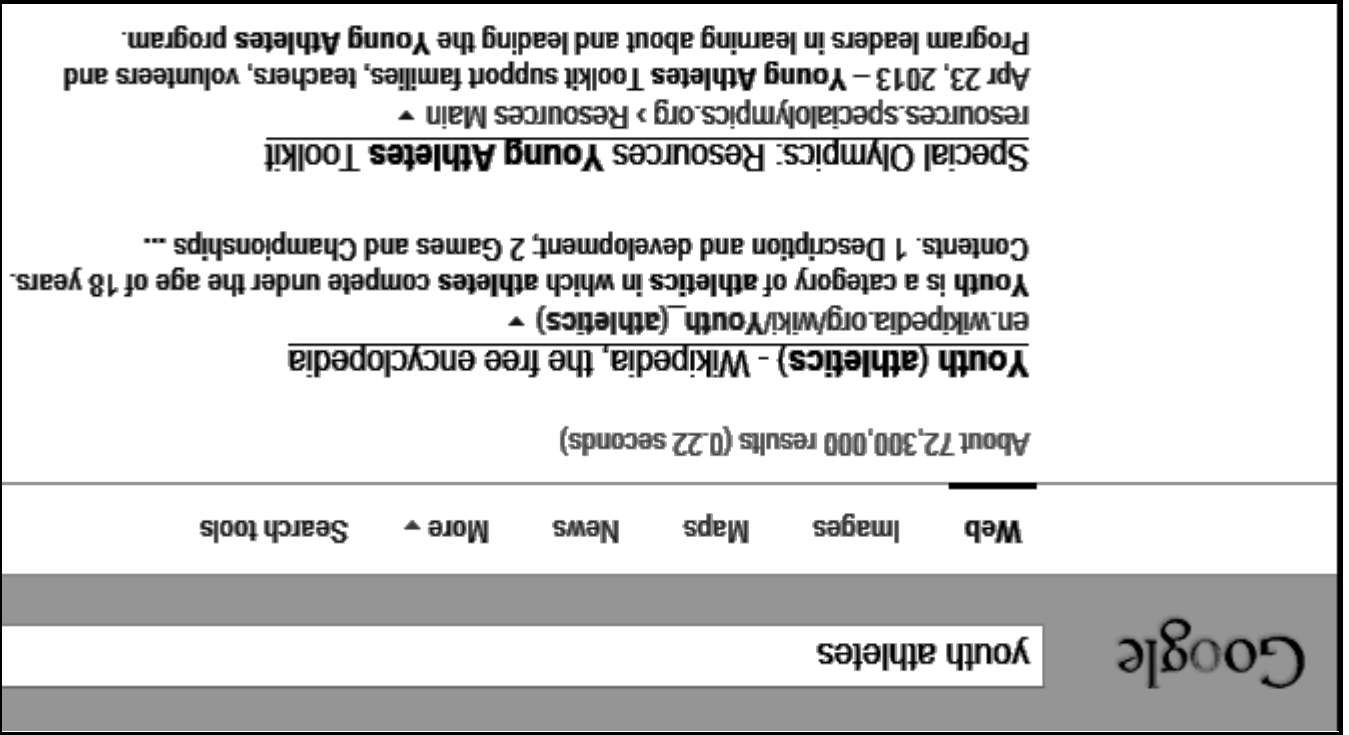 Google
youth athletes
Web Images Maps News More ▾ Search tools
About 72,300,000 results (0.22 seconds)
Youth (athletics) - Wikipedia, the free encyclopedia
en.wikipedia.org/wiki/Youth_(athletics) ▾
Youth is a category of athletics in which athletes compete under the age of 18 years.
Contents. 1 Description and development; 2 Games and Championships ...
Special Olympics: Resources Young Athletes Toolkit
resources.specialolympics.org › Resources Main ▾
Apr 23, 2013 – Young Athletes Toolkit support families, teachers, volunteers and
Program leaders in learning about and leading the Young Athletes program.